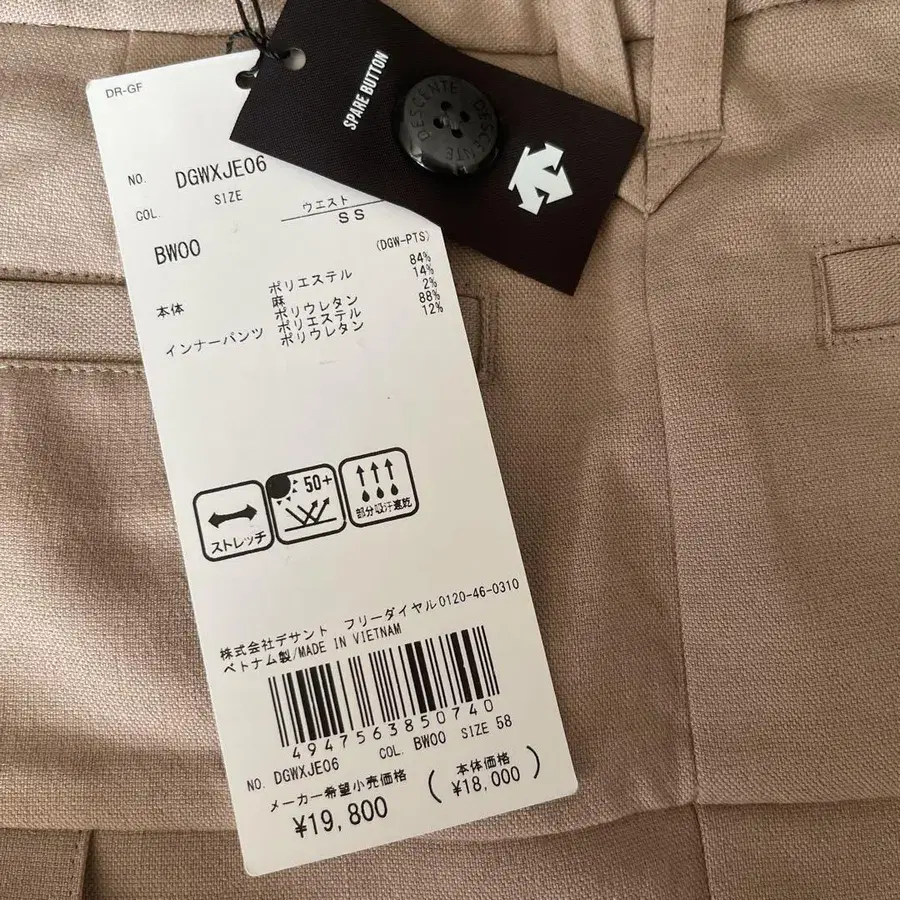 DR-GF
NO. DGWXJE06
COL. SIZE
ウエスト
SS
BW00
(DGW-PTS)
本体 ポリエステル 84%
麻 14%
ポリウレタン 2%
インナーパンツ ポリエステル 88%
ポリウレタン 12%
ストレッチ
50+
部分吸汗速乾
株式会社デサント フリーダイヤル0120-46-0310
ベトナム製/MADE IN VIETNAM
4947563850740
NO. DGWXJE06 COL. BW00 SIZE 58
メーカー希望小売価格 (本体価格
¥19,800 ¥18,000)
SPARE BUTTON
DESCENTE DESCENTE